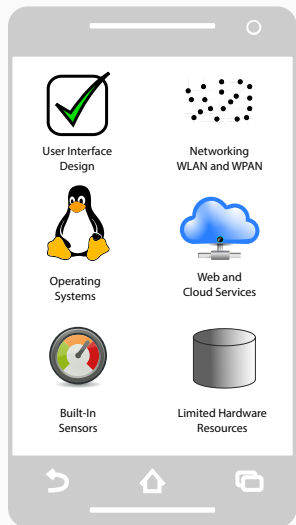 User Interface
Design
Networking
WLAN and WPAN
Operating
Systems
Web and
Cloud Services
Built-In
Sensors
Limited Hardware
Resources